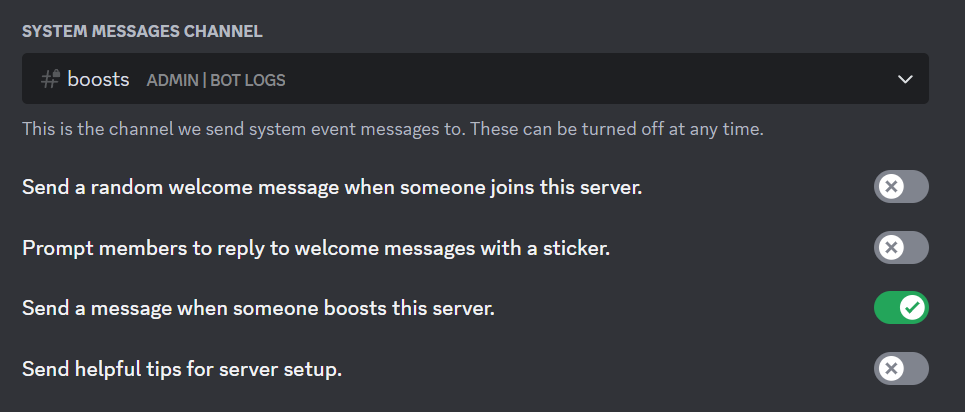 SYSTEM MESSAGES CHANNEL
boosts ADMIN | BOT LOGS
This is the channel we send system event messages to. These can be turned off at any time.
Send a random welcome message when someone joins this server.
Prompt members to reply to welcome messages with a sticker.
Send a message when someone boosts this server.
Send helpful tips for server setup.